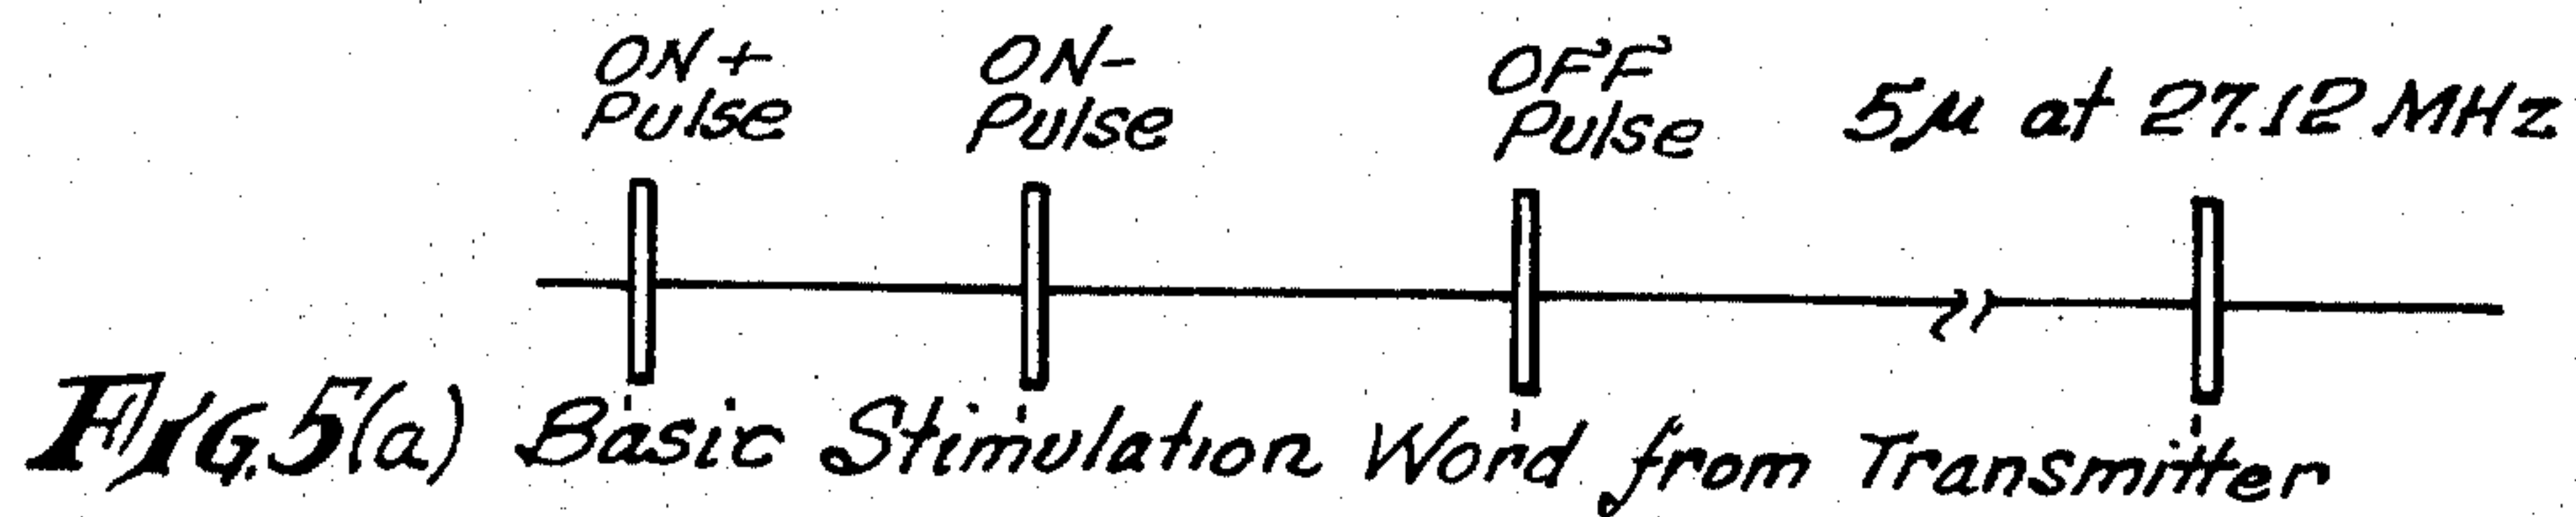 ON+
Pulse
ON-
Pulse
OFF
Pulse
5μ at 27.12 MHz
FIG. 5(a) Basic Stimulation Word from Transmitter